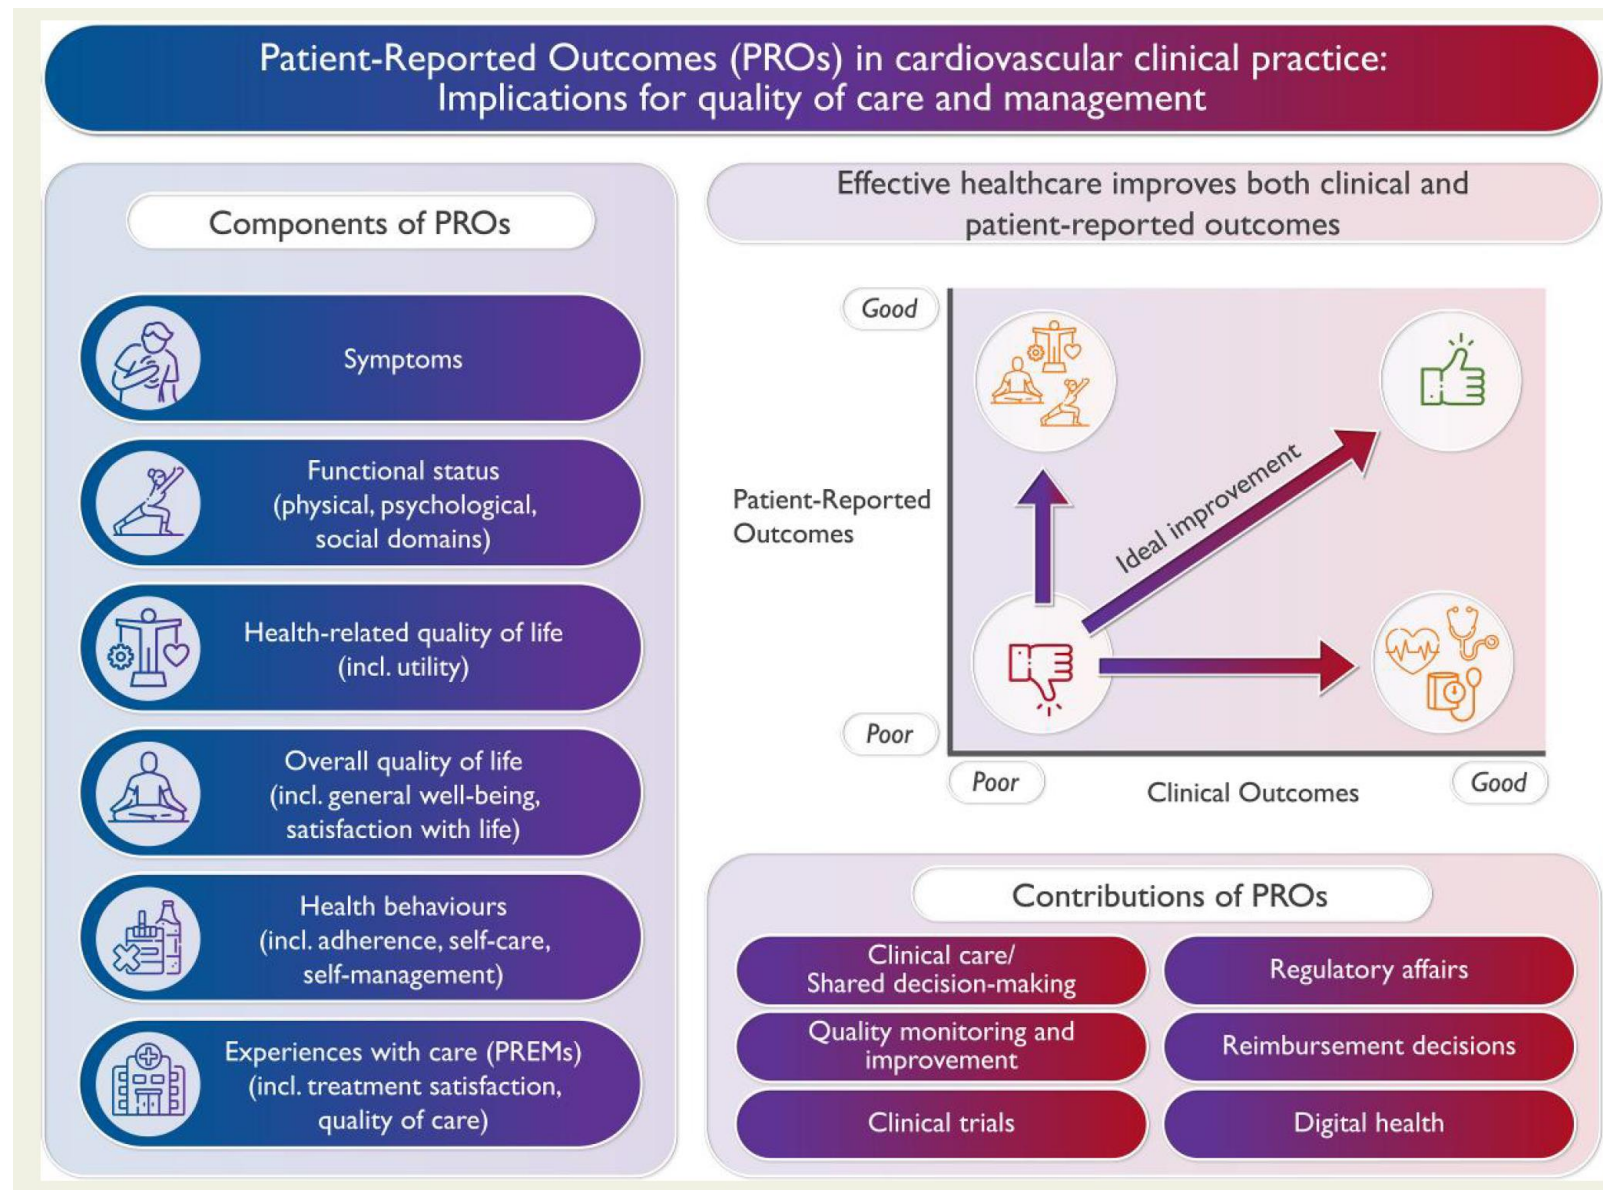 Patient-Reported Outcomes (PROs) in cardiovascular clinical practice:
Implications for quality of care and management
Components of PROs
Symptoms
Functional status
(physical, psychological,
social domains)
Health-related quality of life
(incl. utility)
Overall quality of life
(incl. general well-being,
satisfaction with life)
Health behaviours
(incl. adherence, self-care,
self-management)
Experiences with care (PREMs)
(incl. treatment satisfaction,
quality of care)
Effective healthcare improves both clinical and
patient-reported outcomes
Good
Patient-Reported
Outcomes
Ideal improvement
Poor
Poor
Clinical Outcomes
Good
Contributions of PROs
Clinical care/
Shared decision-making
Regulatory affairs
Quality monitoring and
improvement
Reimbursement decisions
Clinical trials
Digital health